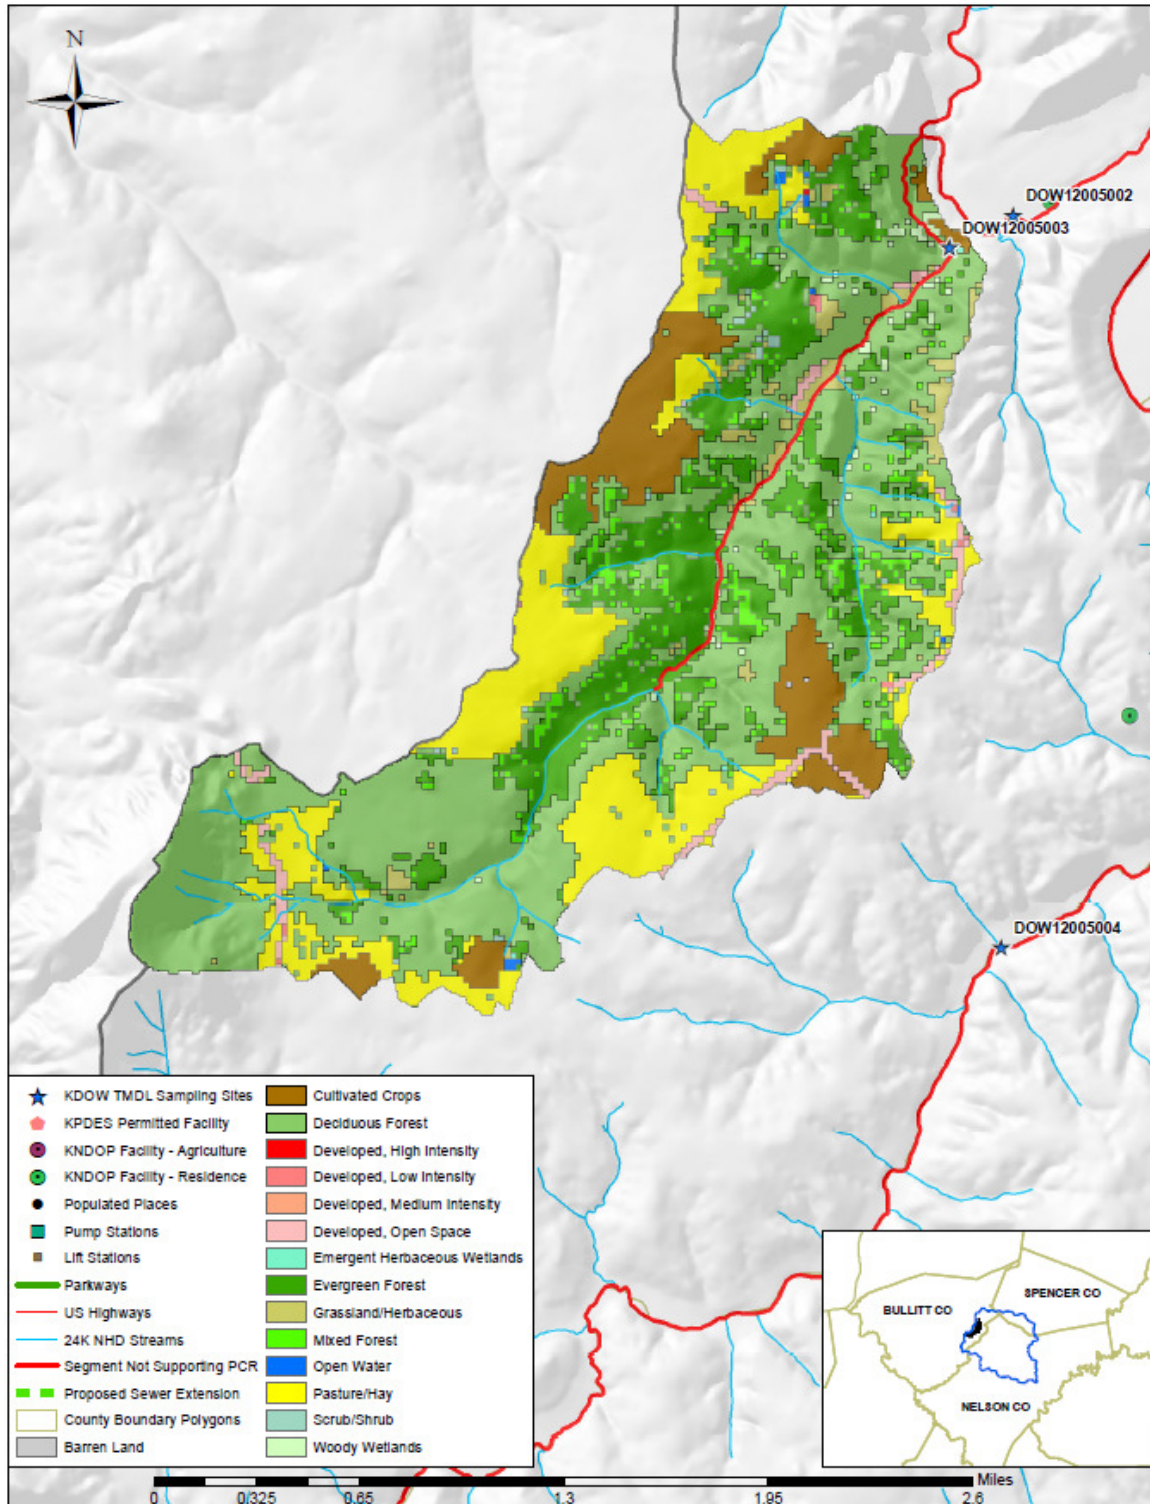 N
DOW12005002
DOW12005003
DOW12005004
KDOW TMDL Sampling Sites
KPDES Permitted Facility
KNDOP Facility - Agriculture
KNDOP Facility - Residence
Populated Places
Pump Stations
Lift Stations
Parkways
US Highways
24K NHD Streams
Segment Not Supporting PCR
Proposed Sewer Extension
County Boundary Polygons
Barren Land
Cultivated Crops
Deciduous Forest
Developed, High Intensity
Developed, Low Intensity
Developed, Medium Intensity
Developed, Open Space
Emergent Herbaceous Wetlands
Evergreen Forest
Grassland/Herbaceous
Mixed Forest
Open Water
Pasture/Hay
Scrub/Shrub
Woody Wetlands
SPENCER CO
BULLITT CO
NELSON CO
Miles
0 0.325 0.65 1.3 1.95 2.6